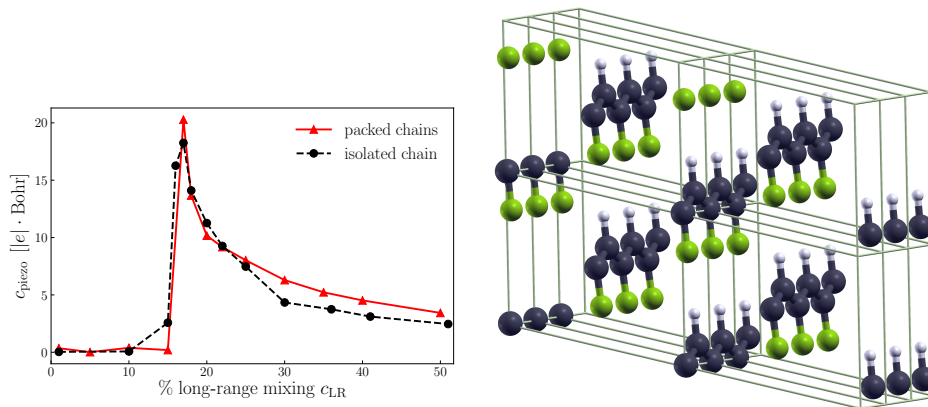 packed chains
isolated chain
c_piezo [|e| · Bohr]
20
15
10
5
0
0 10 20 30 40 50
% long-range mixing c_LR